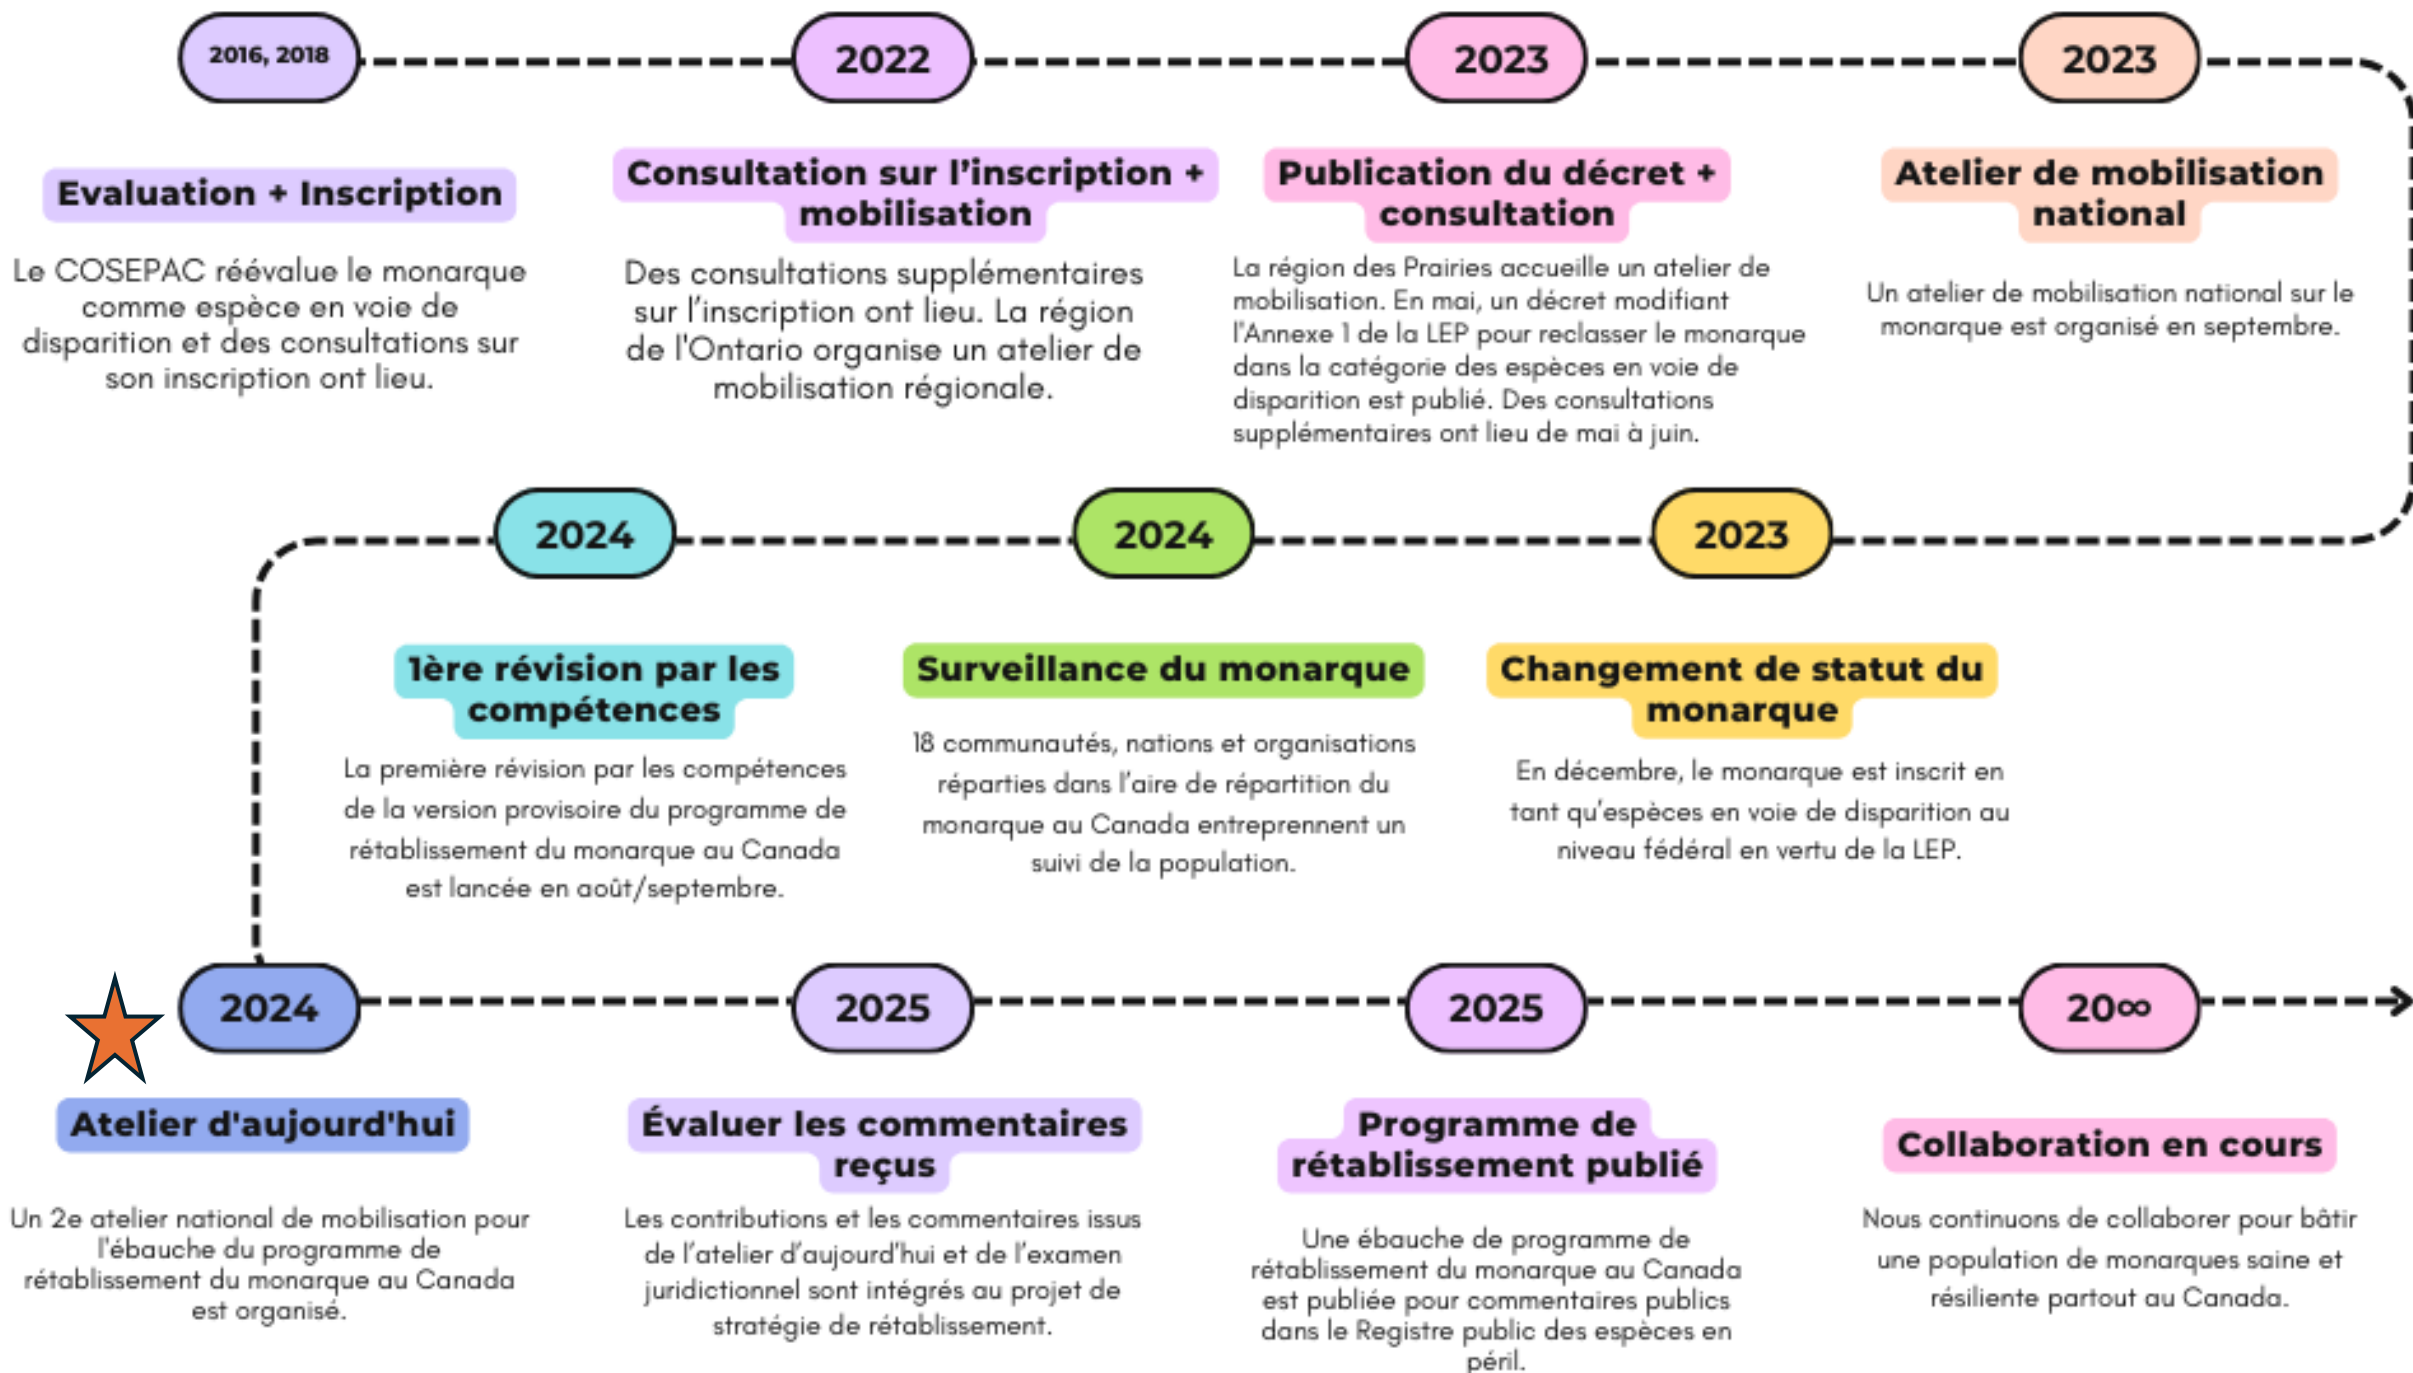 2016, 2018
Evaluation + Inscription
Le COSEPAC réévalue le monarque
comme espèce en voie de
disparition et des consultations sur
son inscription ont lieu.
2022
Consultation sur l’inscription +
mobilisation
Des consultations supplémentaires
sur l’inscription ont lieu. La région
de l'Ontario organise un atelier de
mobilisation régionale.
2023
Publication du décret +
consultation
La région des Prairies accueille un atelier de
mobilisation. En mai, un décret modifiant
l'Annexe 1 de la LEP pour reclasser le monarque
dans la catégorie des espèces en voie de
disparition est publié. Des consultations
supplémentaires ont lieu de mai à juin.
2023
Atelier de mobilisation
national
Un atelier de mobilisation national sur le
monarque est organisé en septembre.
2023
Changement de statut du
monarque
En décembre, le monarque est inscrit en
tant qu’espèces en voie de disparition au
niveau fédéral en vertu de la LEP.
2024
Surveillance du monarque
18 communautés, nations et organisations
réparties dans l’aire de répartition du
monarque au Canada entreprennent un
suivi de la population.
2024
1ère révision par les
compétences
La première révision par les compétences
de la version provisoire du programme de
rétablissement du monarque au Canada
est lancée en août/septembre.
2024
Atelier d'aujourd'hui
Un 2e atelier national de mobilisation pour
l'ébauche du programme de
rétablissement du monarque au Canada
est organisé.
2025
Évaluer les commentaires
reçus
Les contributions et les commentaires issus
de l’atelier d’aujourd’hui et de l’examen
juridictionnel sont intégrés au projet de
stratégie de rétablissement.
2025
Programme de
rétablissement publié
Une ébauche de programme de
rétablissement du monarque au Canada
est publiée pour commentaires publics
dans le Registre public des espèces en
péril.
20∞
Collaboration en cours
Nous continuons de collaborer pour bâtir
une population de monarques saine et
résiliente partout au Canada.